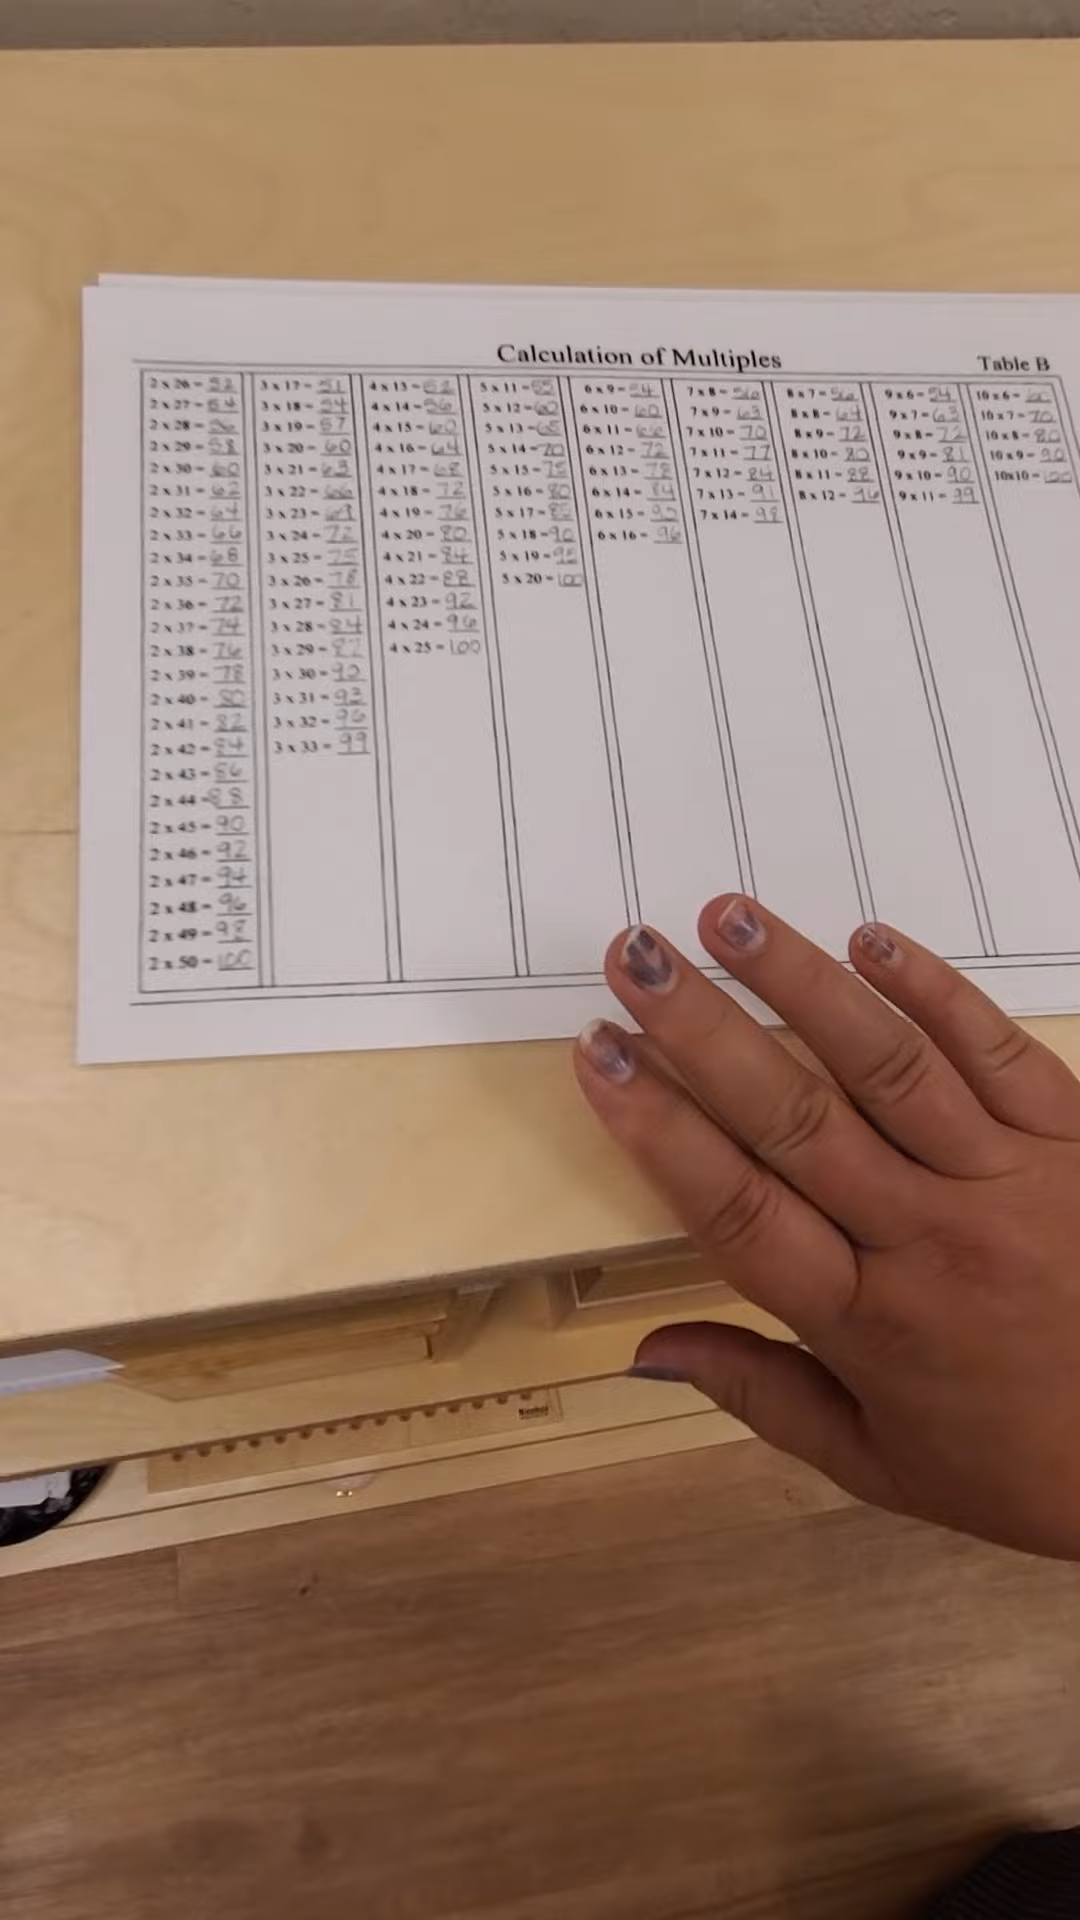 Calculation of Multiples
Table B
2 x 26 = 52
2 x 27 = 54
2 x 28 = 56
2 x 29 = 58
2 x 30 = 60
2 x 31 = 62
2 x 32 = 64
2 x 33 = 66
2 x 34 = 68
2 x 35 = 70
2 x 36 = 72
2 x 37 = 74
2 x 38 = 76
2 x 39 = 78
2 x 40 = 80
2 x 41 = 82
2 x 42 = 84
2 x 43 = 86
2 x 44 = 88
2 x 45 = 90
2 x 46 = 92
2 x 47 = 94
2 x 48 = 96
2 x 49 = 98
2 x 50 = 100
3 x 17 = 51
3 x 18 = 54
3 x 19 = 57
3 x 20 = 60
3 x 21 = 63
3 x 22 = 66
3 x 23 = 69
3 x 24 = 72
3 x 25 = 75
3 x 26 = 78
3 x 27 = 81
3 x 28 = 84
3 x 29 = 87
3 x 30 = 90
3 x 31 = 93
3 x 32 = 96
3 x 33 = 99
4 x 13 = 52
4 x 14 = 56
4 x 15 = 60
4 x 16 = 64
4 x 17 = 68
4 x 18 = 72
4 x 19 = 76
4 x 20 = 80
4 x 21 = 84
4 x 22 = 88
4 x 23 = 92
4 x 24 = 96
4 x 25 = 100
5 x 11 = 55
5 x 12 = 60
5 x 13 = 65
5 x 14 = 70
5 x 15 = 75
5 x 16 = 80
5 x 17 = 85
5 x 18 = 90
5 x 19 = 95
5 x 20 = 100
6 x 9 = 54
6 x 10 = 60
6 x 11 = 66
6 x 12 = 72
6 x 13 = 78
6 x 14 = 84
6 x 15 = 90
6 x 16 = 96
7 x 8 = 56
7 x 9 = 63
7 x 10 = 70
7 x 11 = 77
7 x 12 = 84
7 x 13 = 91
7 x 14 = 98
8 x 7 = 56
8 x 8 = 64
8 x 9 = 72
8 x 10 = 80
8 x 11 = 88
8 x 12 = 96
9 x 6 = 54
9 x 7 = 63
9 x 8 = 72
9 x 9 = 81
9 x 10 = 90
9 x 11 = 99
10 x 6 = 60
10 x 7 = 70
10 x 8 = 80
10 x 9 = 90
10x10 = 100